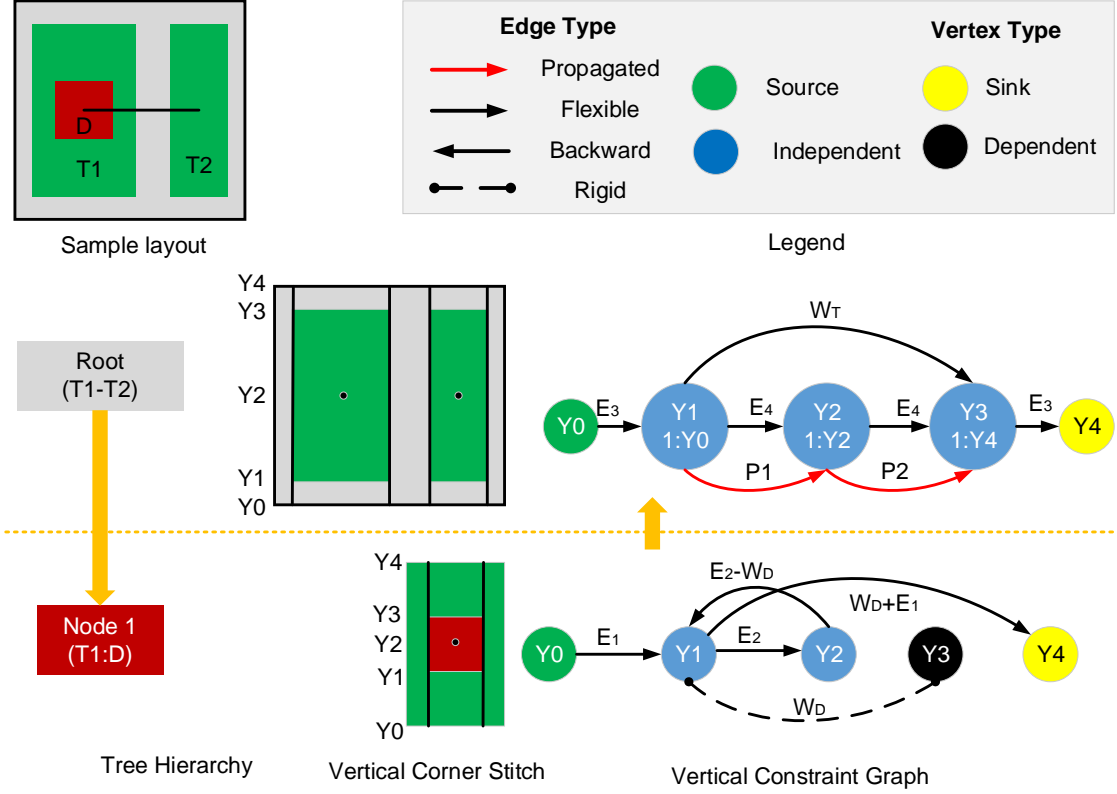 D
T1
T2
Sample layout
Edge Type
Propagated
Flexible
Backward
Rigid
Vertex Type
Source
Sink
Independent
Dependent
Legend
Root
(T1-T2)
Y4
Y3
Y2
Y1
Y0
WT
Y0
E3
Y1
1:Y0
E4
Y2
1:Y2
E4
Y3
1:Y4
E3
Y4
P1
P2
Node 1
(T1:D)
Y4
Y3
Y2
Y1
Y0
E2-WD
WD+E1
Y0
E1
Y1
E2
Y2
Y3
Y4
WD
Tree Hierarchy
Vertical Corner Stitch
Vertical Constraint Graph